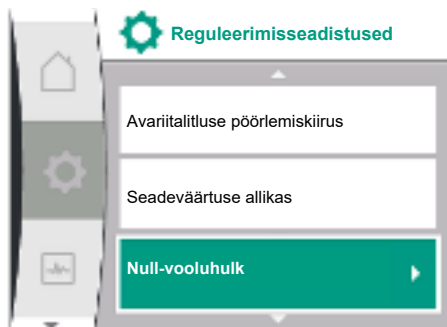 Reguleerimisseadistused
Avariitalitluse pöörlemiskiirus
Seadeväärtuse allikas
Null-vooluhulk